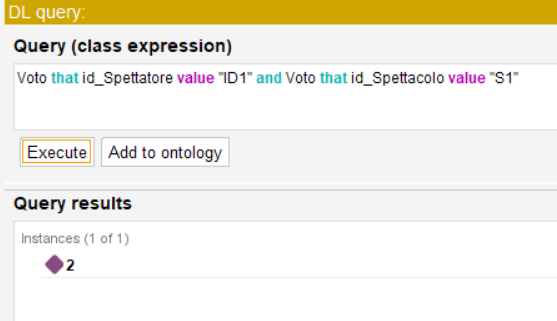 DL query:
Query (class expression)
Voto that id_Spettatore value "ID1" and Voto that id_Spettacolo value "S1"
Execute Add to ontology
Query results
Instances (1 of 1)
2